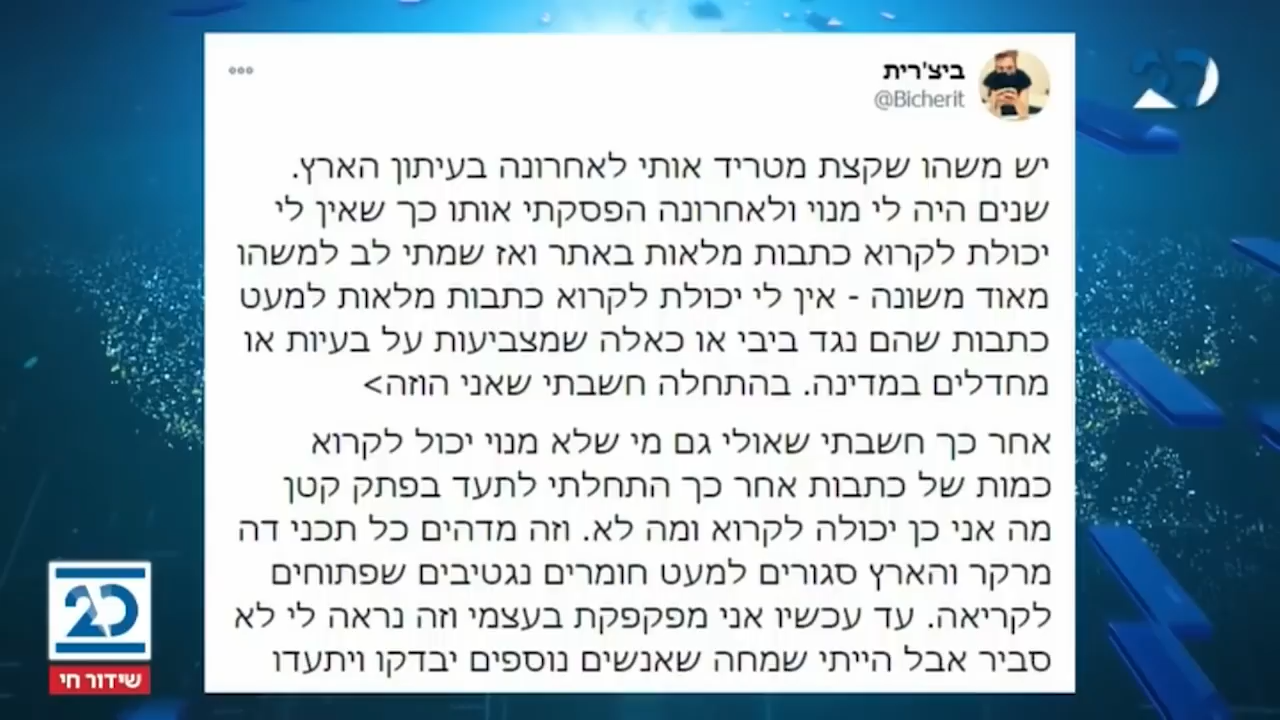 ביצ'רית
@Bicherit
יש משהו שקצת מטריד אותי לאחרונה בעיתון הארץ.
שנים היה לי מנוי ולאחרונה הפסקתי אותו כך שאין לי
יכולת לקרוא כתבות מלאות באתר ואז שמתי לב למשהו
מאוד משונה - אין לי יכולת לקרוא כתבות מלאות למעט
כתבות שהם נגד ביבי או כאלה שמצביעות על בעיות או
מחדלים במדינה. בהתחלה חשבתי שאני הוזה>
אחר כך חשבתי שאולי גם מי שלא מנוי יכול לקרוא
כמות של כתבות אחר כך התחלתי לתעד בפתק קטן
מה אני כן יכולה לקרוא ומה לא. וזה מדהים כל תכני דה
מרקר והארץ סגורים למעט חומרים נגטיבים שפתוחים
לקריאה. עד עכשיו אני מפקפקת בעצמי וזה נראה לי לא
סביר אבל הייתי שמחה שאנשים נוספים יבדקו ויתעדו
20
20
שידור חי